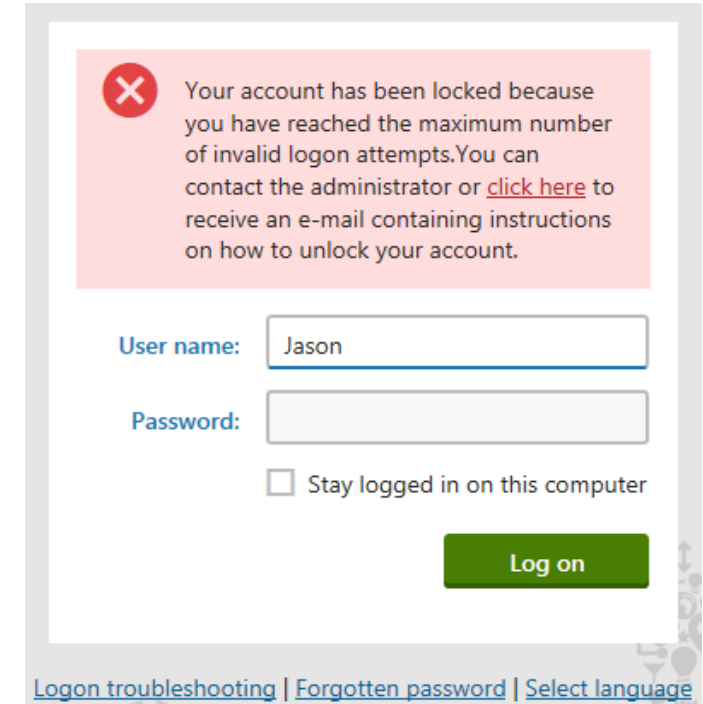 Your account has been locked because
you have reached the maximum number
of invalid logon attempts.You can
contact the administrator or click here to
receive an e-mail containing instructions
on how to unlock your account.
User name: Jason
Password:
Stay logged in on this computer
Log on
Logon troubleshooting | Forgotten password | Select language